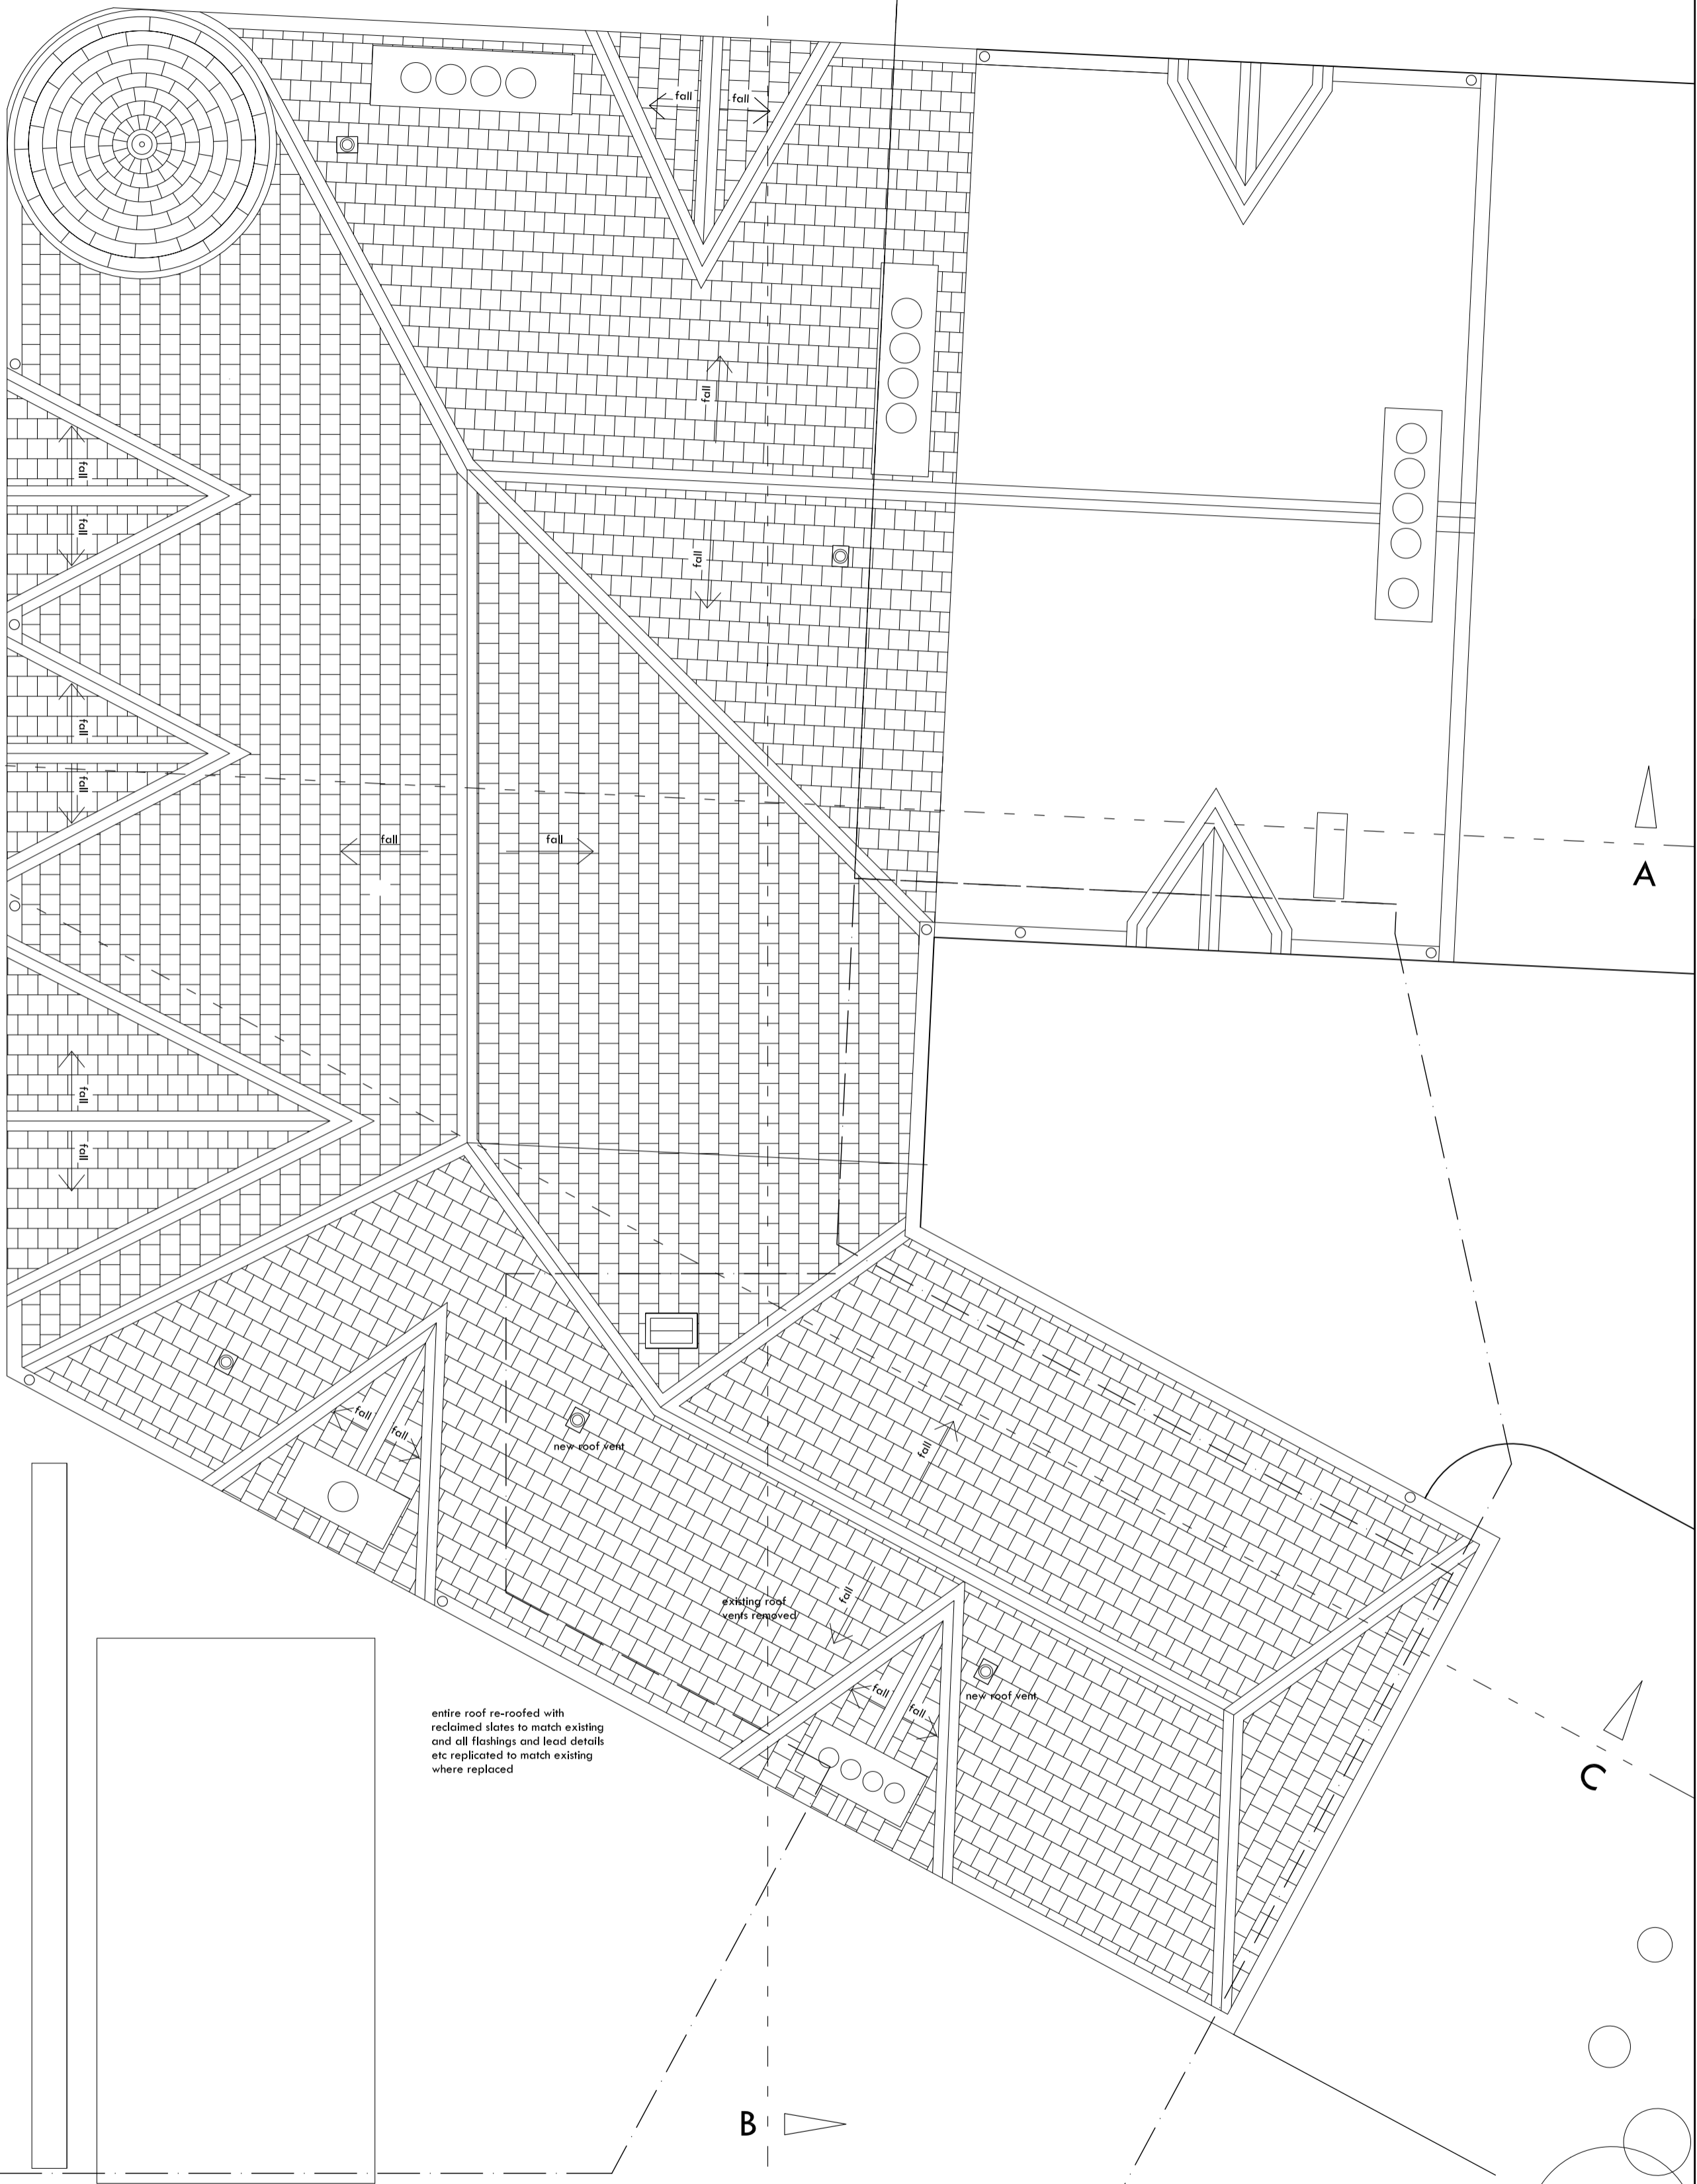 fall
fall
fall
fall
fall
fall
fall
fall
fall
fall
A
fall
fall
fall
fall
fall
fall
new roof vent
existing roof
vents removed
fall
fall
fall
new roof vent
entire roof re-roofed with
reclaimed slates to match existing
and all flashings and lead details
etc replicated to match existing
where replaced
C
B